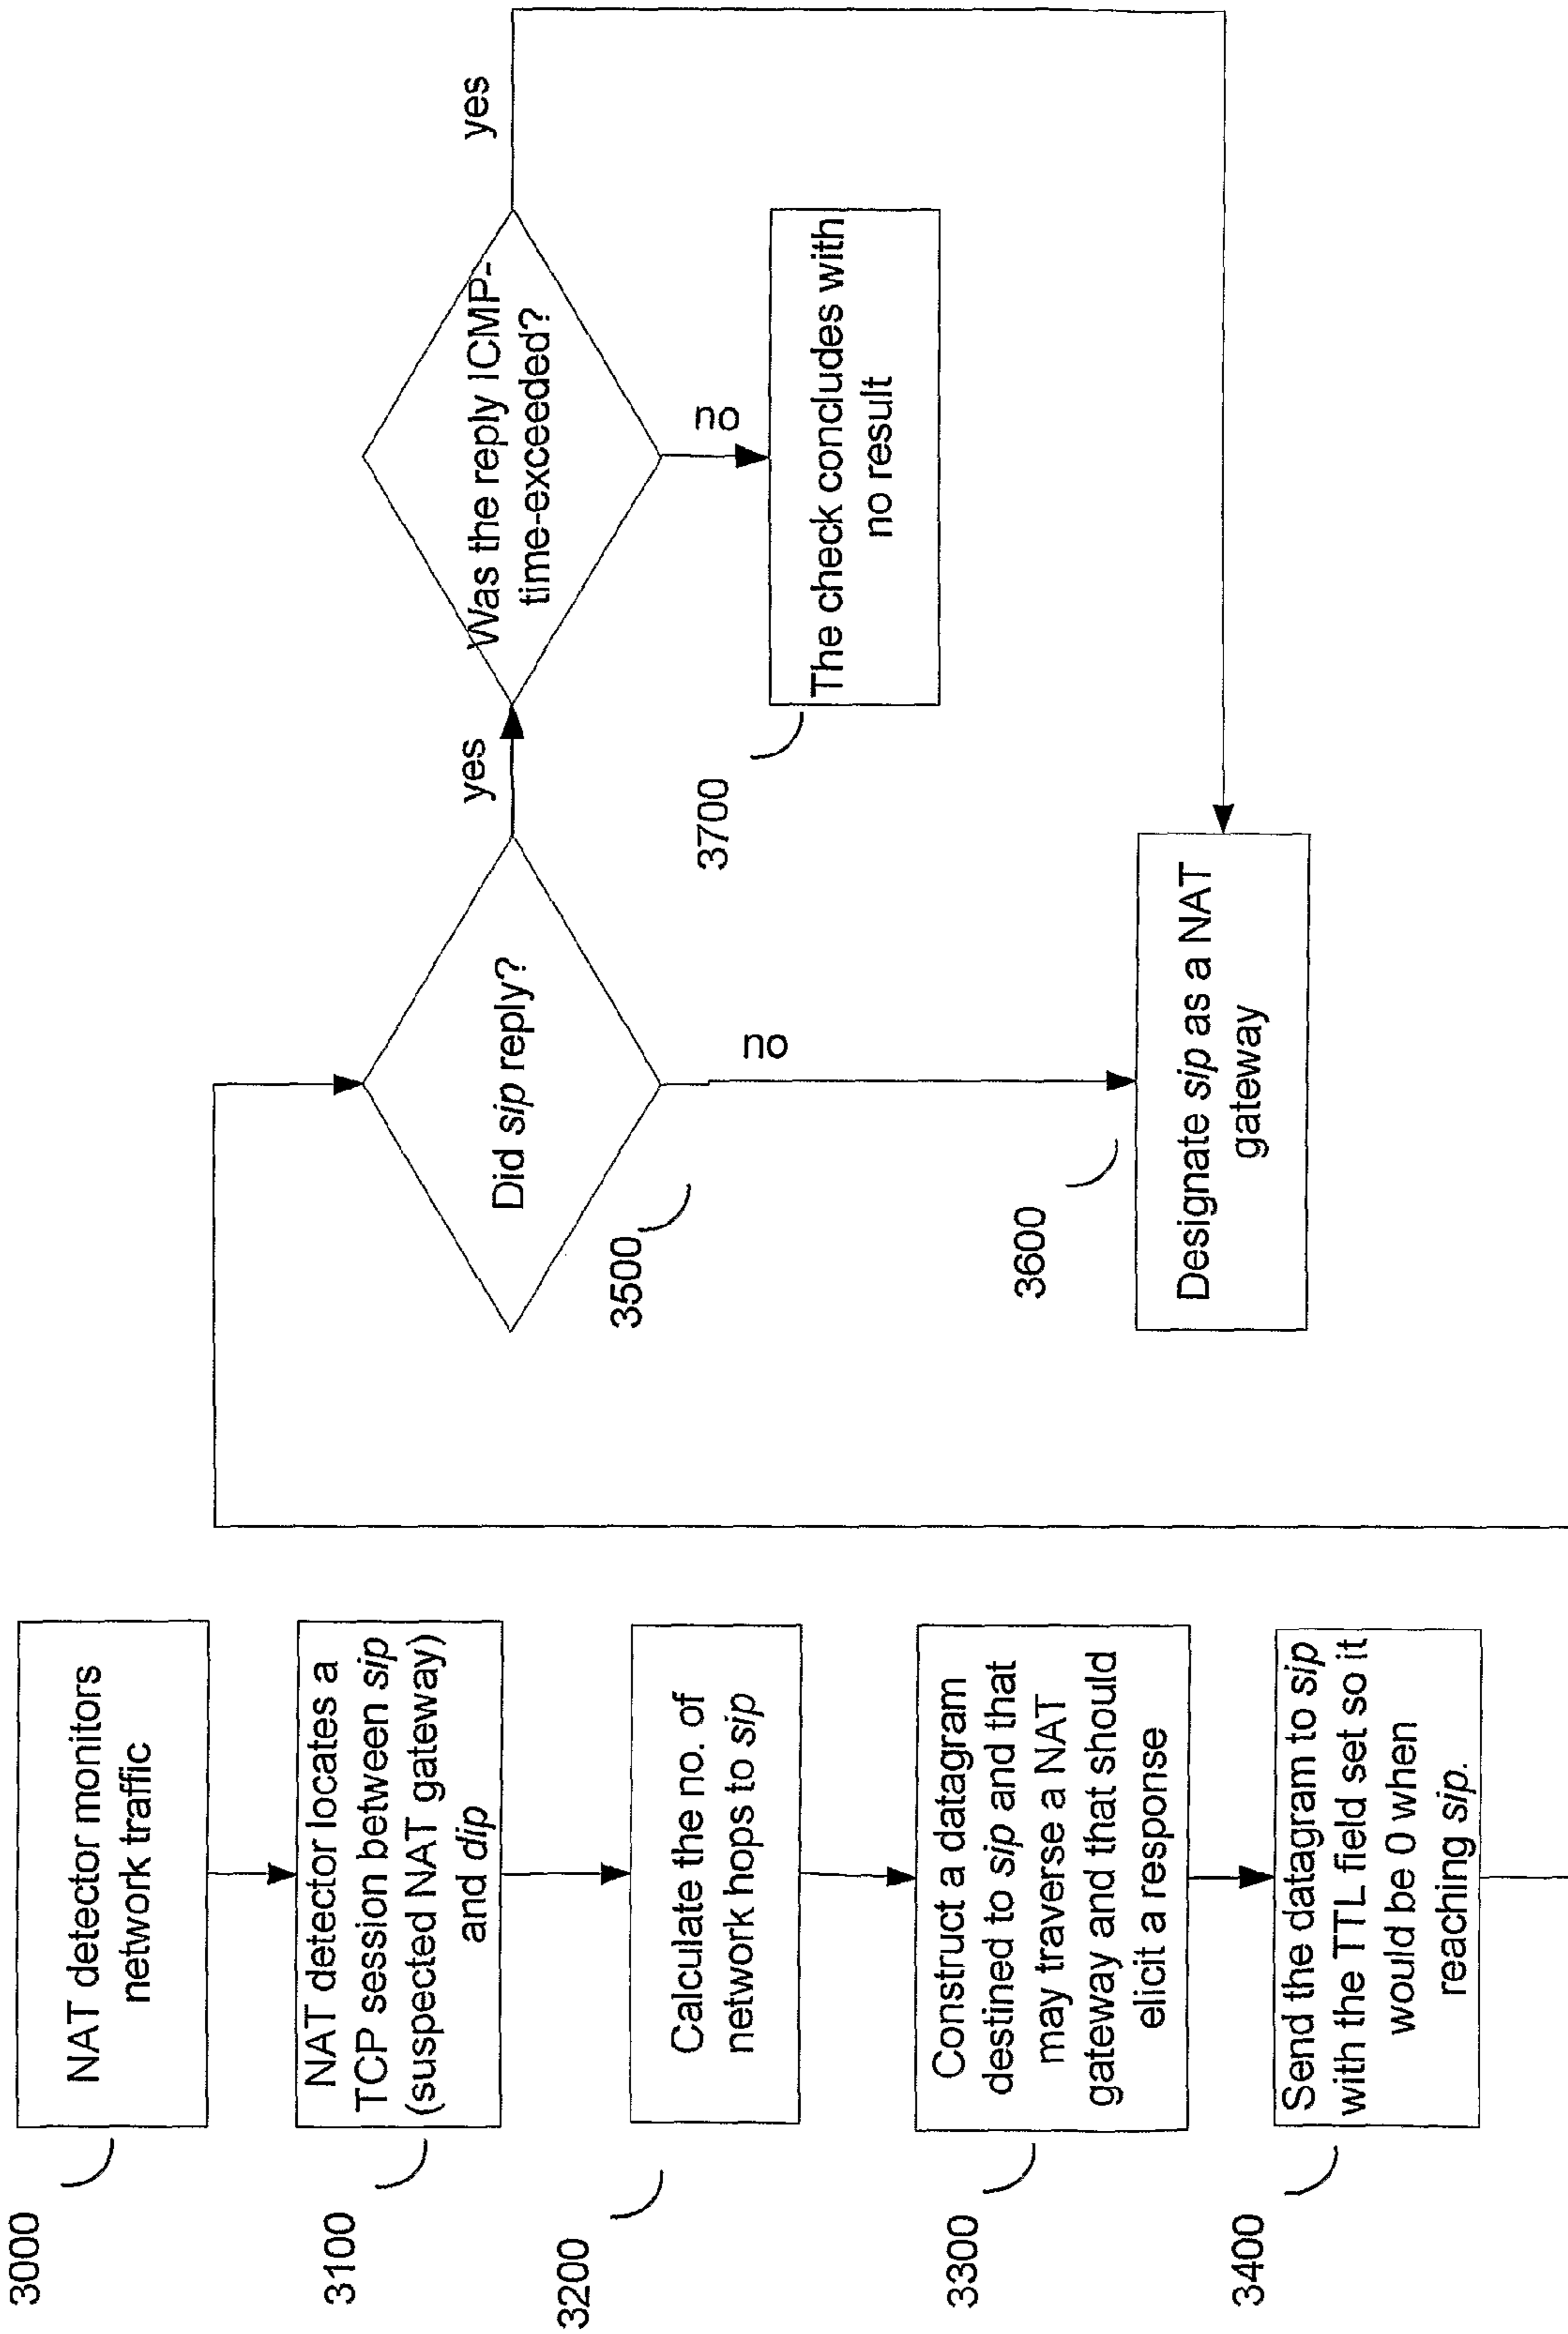 3000
NAT detector monitors
network traffic
3100
NAT detector locates a
TCP session between sip
(suspected NAT gateway)
and dip
3200
Calculate the no. of
network hops to sip
3300
Construct a datagram
destined to sip and that
may traverse a NAT
gateway and that should
elicit a response
3400
Send the datagram to sip
with the TTL field set so it
would be 0 when
reaching sip.
Did sip reply?
3500
yes
no
Was the reply ICMP-
time-exceeded?
yes
no
3700
The check concludes with
no result
3600
Designate sip as a NAT
gateway